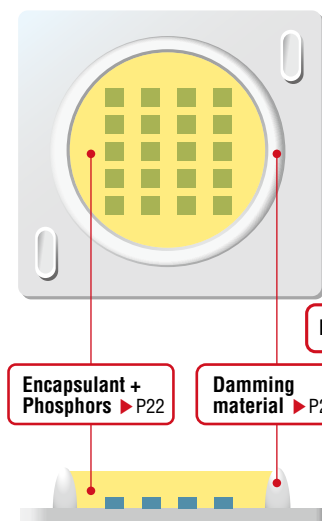 Encapsulant +
Phosphors ▶ P22
Damming
material ▶